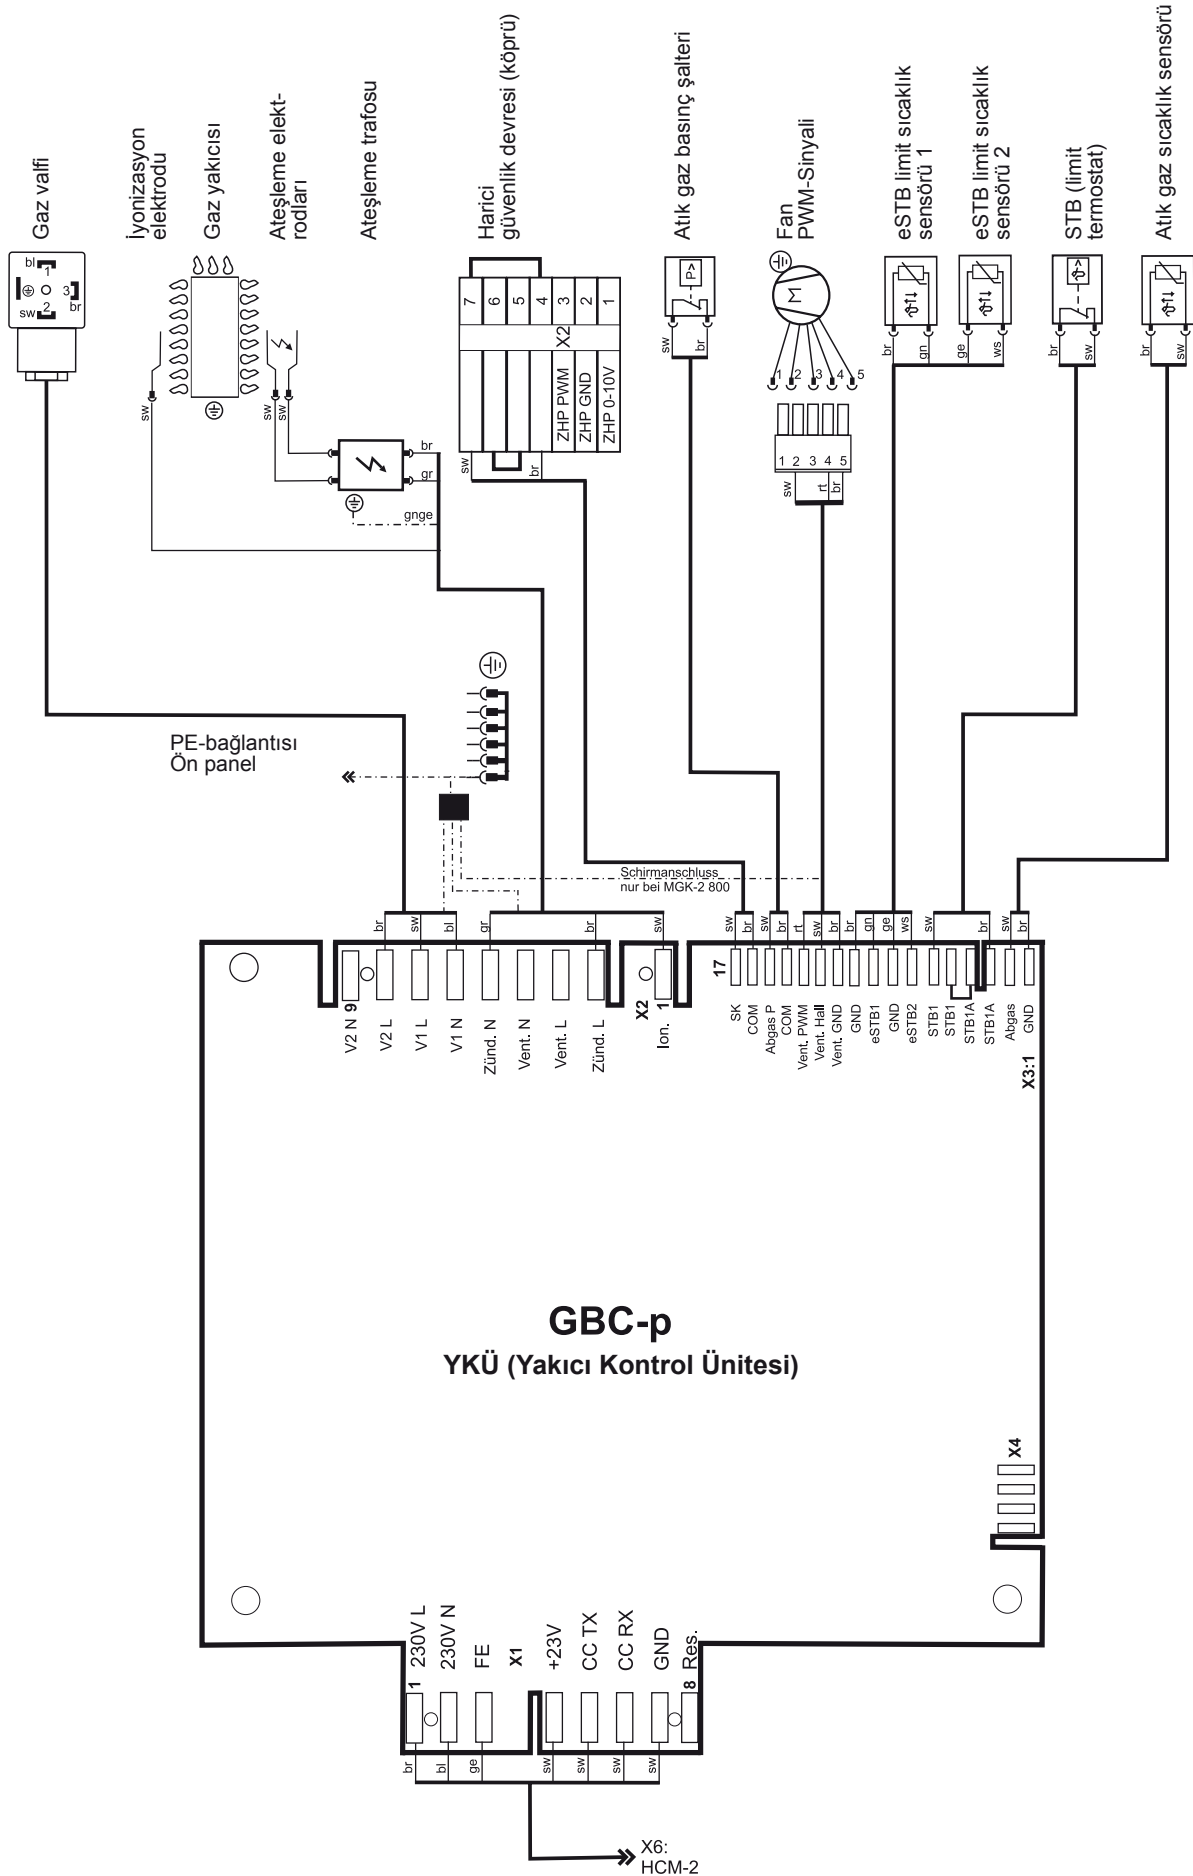 Gaz valfi
İyonizasyon
elektrodu
Gaz yakıcısı
Ateşleme elekt-
rodları
Ateşleme trafosu
Harici
güvenlik devresi (köprü)
Atık gaz basınç şalteri
Fan
PWM-Sinyali
eSTB limit sıcaklık
sensörü 1
eSTB limit sıcaklık
sensörü 2
STB (limit
termostat)
Atık gaz sıcaklık sensörü
bl
1
3
2
sw
br
sw
sw
sw
br
gr
gnge
7
6
5
4
3
2
1
X2
ZHP PWM
ZHP GND
ZHP 0-10V
sw
br
P>
sw
br
M
1
2
3
4
5
1
2
3
4
5
sw
rt
br
br
gn
ge
ws
br
sw
br
sw
PE-bağlantısı
Ön panel
Schirmanschluss
nur bei MGK-2 800
br
sw
bl
gr
br
sw
sw
br
sw
br
rt
sw
br
br
gn
ge
ws
sw
br
sw
br
V2 N 9
V2 L
V1 L
V1 N
Zünd. N
Vent. N
Vent. L
Zünd. L
X2
Ion. 1
17
SK
COM
Abgas P
COM
Vent. PWM
Vent. Hall
Vent. GND
GND
eSTB1
GND
eSTB2
STB1
STB1
STB1A
STB1A
Abgas
GND
X3:1
GBC-p
YKÜ (Yakıcı Kontrol Ünitesi)
X4
1 230V L
230V N
FE
X1
+23V
CC TX
CC RX
GND
8 Res.
br
bl
ge
sw
sw
sw
sw
X6:
HCM-2